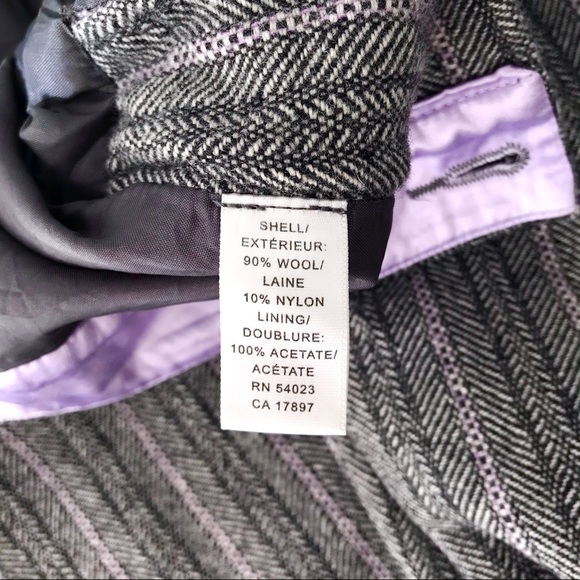 SHELL/
EXTÉRIEUR:
90% WOOL/
LAINE
10% NYLON
LINING/
DOUBLURE:
100% ACETATE/
ACÉTATE
RN 54023
CA 17897